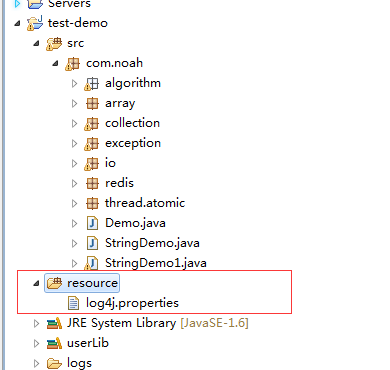 Servers
test-demo
src
com.noah
algorithm
array
collection
exception
io
redis
thread.atomic
Demo.java
StringDemo.java
StringDemo1.java
resource
log4j.properties
JRE System Library [JavaSE-1.6]
userLib
logs